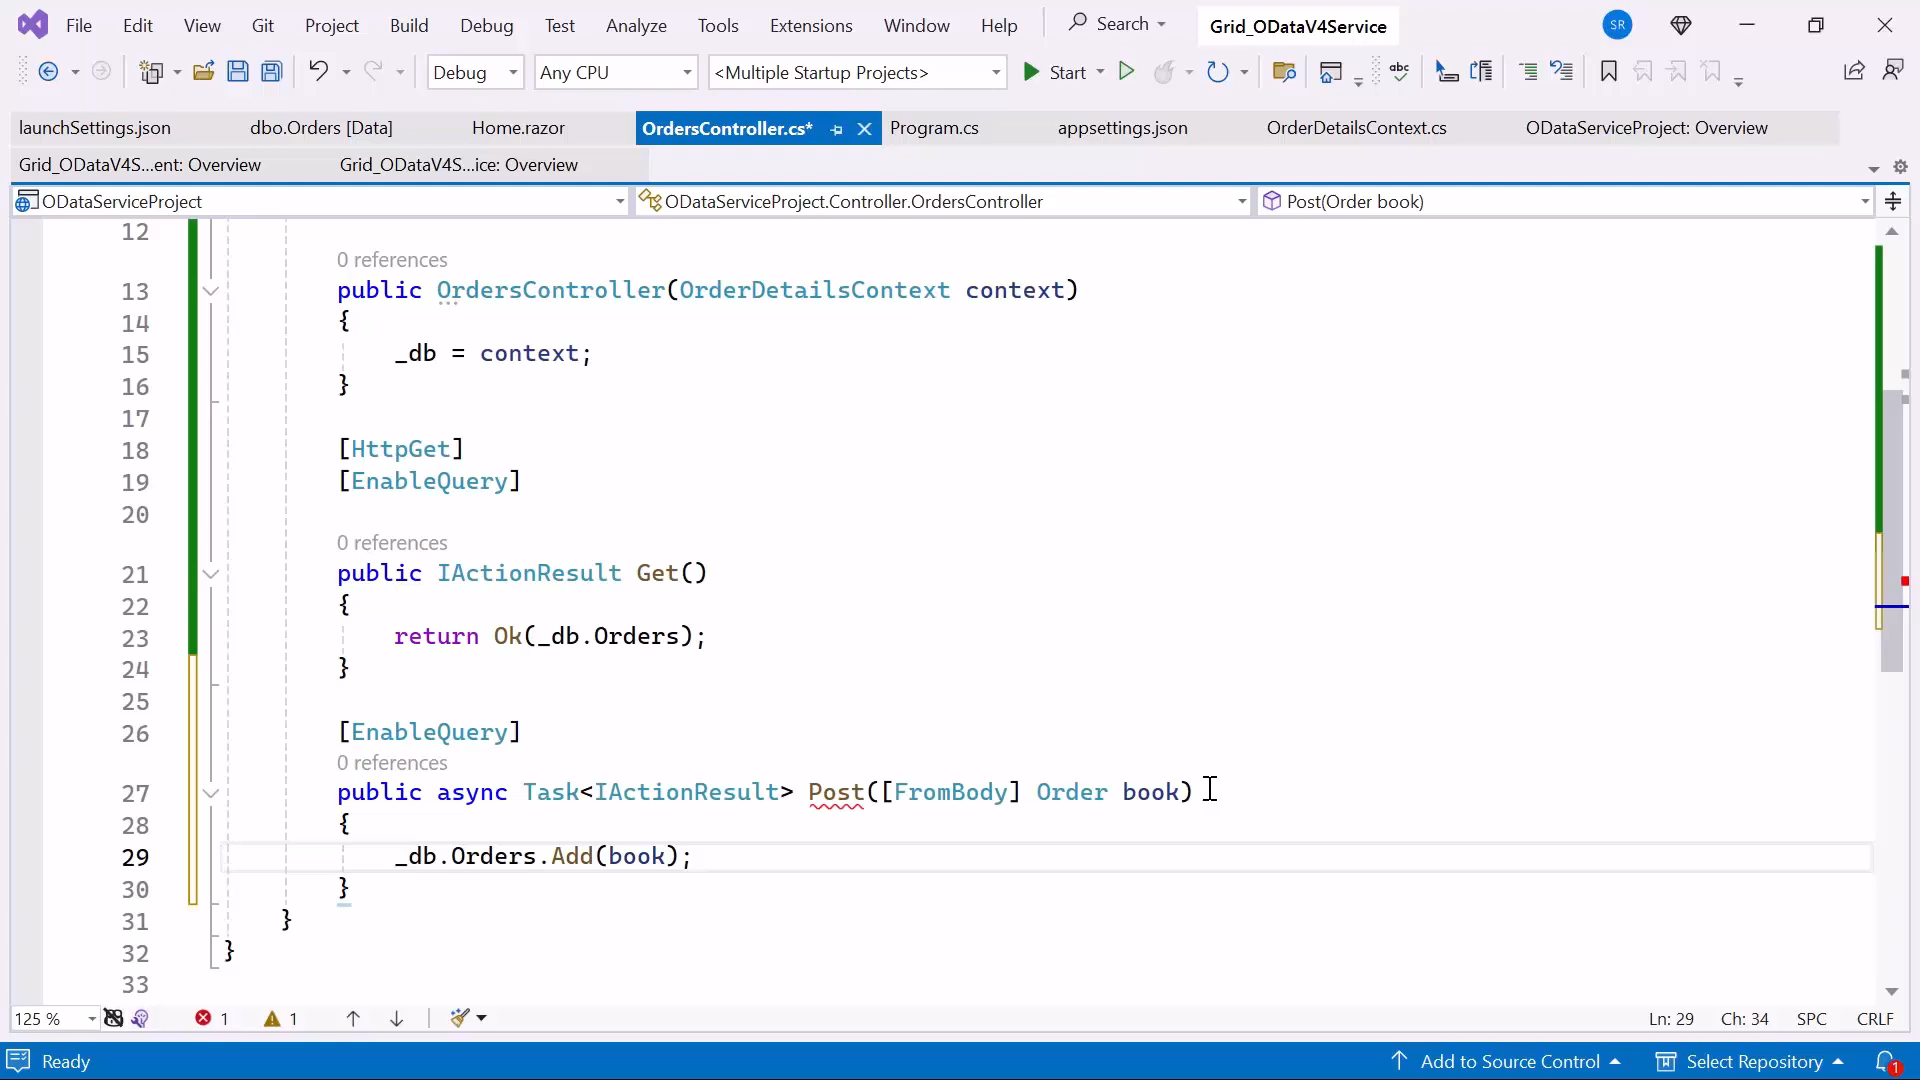 File Edit View Git Project Build Debug Test Analyze Tools Extensions Window Help Search Grid_ODataV4Service SR
Debug Any CPU <Multiple Startup Projects> Start abc
launchSettings.json dbo.Orders [Data] Home.razor OrdersController.cs* Program.cs appsettings.json OrderDetailsContext.cs ODataServiceProject: Overview
Grid_ODataV4S...ent: Overview Grid_ODataV4S...ice: Overview
ODataServiceProject ODataServiceProject.Controller.OrdersController Post(Order book)
12
0 references
13 public OrdersController(OrderDetailsContext context)
14 {
15 _db = context;
16 }
17
18 [HttpGet]
19 [EnableQuery]
20
0 references
21 public IActionResult Get()
22 {
23 return Ok(_db.Orders);
24 }
25
26 [EnableQuery]
0 references
27 public async Task<IActionResult> Post([FromBody] Order book)
28 {
29 _db.Orders.Add(book);
30 }
31 }
32 }
33
125 % 1 1 Ln: 29 Ch: 34 SPC CRLF
Ready Add to Source Control Select Repository 1